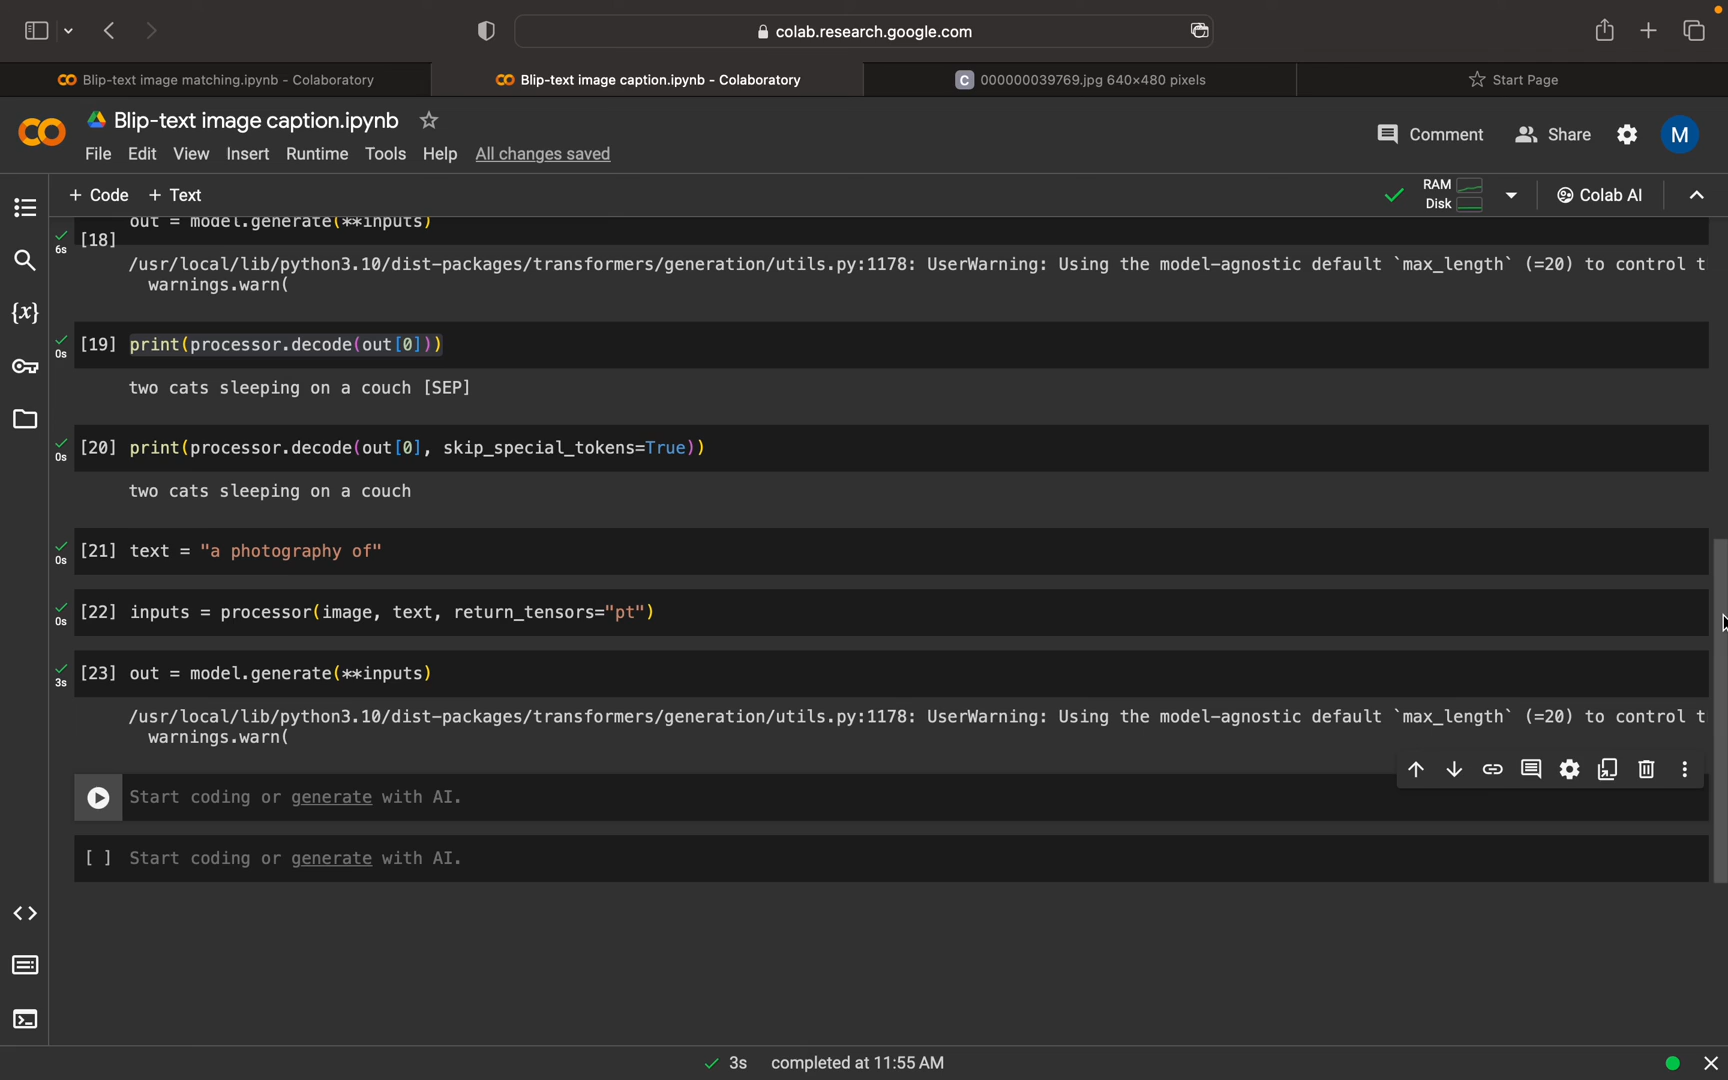 colab.research.google.com
Blip-text image matching.ipynb - Colaboratory
Blip-text image caption.ipynb - Colaboratory
C 000000039769.jpg 640×480 pixels
Start Page
Blip-text image caption.ipynb
Comment
Share
M
File Edit View Insert Runtime Tools Help All changes saved
+ Code + Text
RAM
Disk
Colab AI
out = model.generate(**inputs)
6s [18]
/usr/local/lib/python3.10/dist-packages/transformers/generation/utils.py:1178: UserWarning: Using the model-agnostic default `max_length` (=20) to control t
warnings.warn(
0s [19] print(processor.decode(out[0]))
two cats sleeping on a couch [SEP]
0s [20] print(processor.decode(out[0], skip_special_tokens=True))
two cats sleeping on a couch
0s [21] text = "a photography of"
0s [22] inputs = processor(image, text, return_tensors="pt")
3s [23] out = model.generate(**inputs)
/usr/local/lib/python3.10/dist-packages/transformers/generation/utils.py:1178: UserWarning: Using the model-agnostic default `max_length` (=20) to control t
warnings.warn(
Start coding or generate with AI.
[ ] Start coding or generate with AI.
{x}
3s completed at 11:55 AM